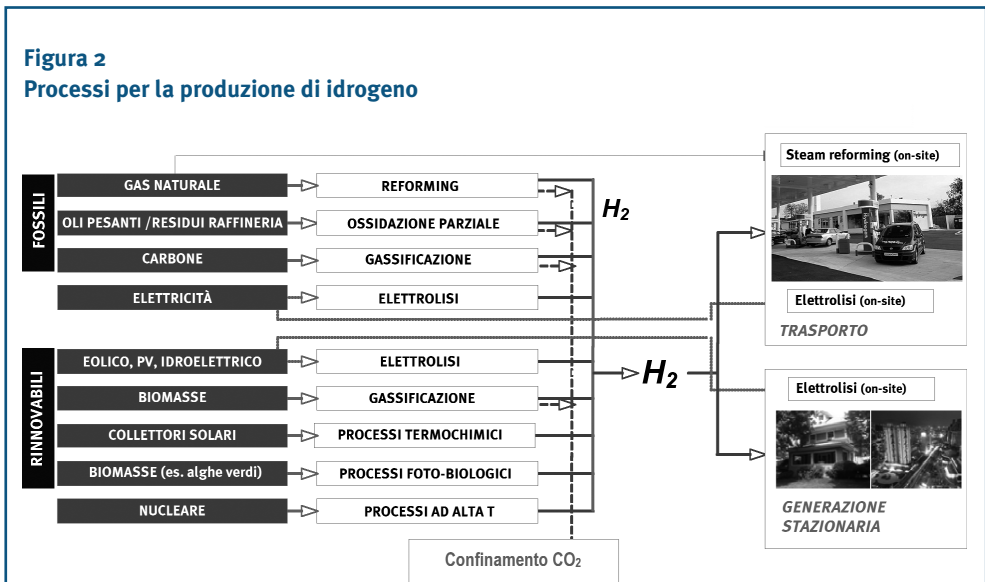 Figura 2
Processi per la produzione di idrogeno
FOSSILI
GAS NATURALE
REFORMING
OLI PESANTI /RESIDUI RAFFINERIA
OSSIDAZIONE PARZIALE
CARBONE
GASSIFICAZIONE
ELETTRICITÀ
ELETTROLISI
RINNOVABILI
EOLICO, PV, IDROELETTRICO
ELETTROLISI
BIOMASSE
GASSIFICAZIONE
COLLETTORI SOLARI
PROCESSI TERMOCHIMICI
BIOMASSE (es. alghe verdi)
PROCESSI FOTO-BIOLOGICI
NUCLEARE
PROCESSI AD ALTA T
Confinamento CO2
H2
H2
Steam reforming (on-site)
Elettrolisi (on-site)
TRASPORTO
Elettrolisi (on-site)
GENERAZIONE
STAZIONARIA